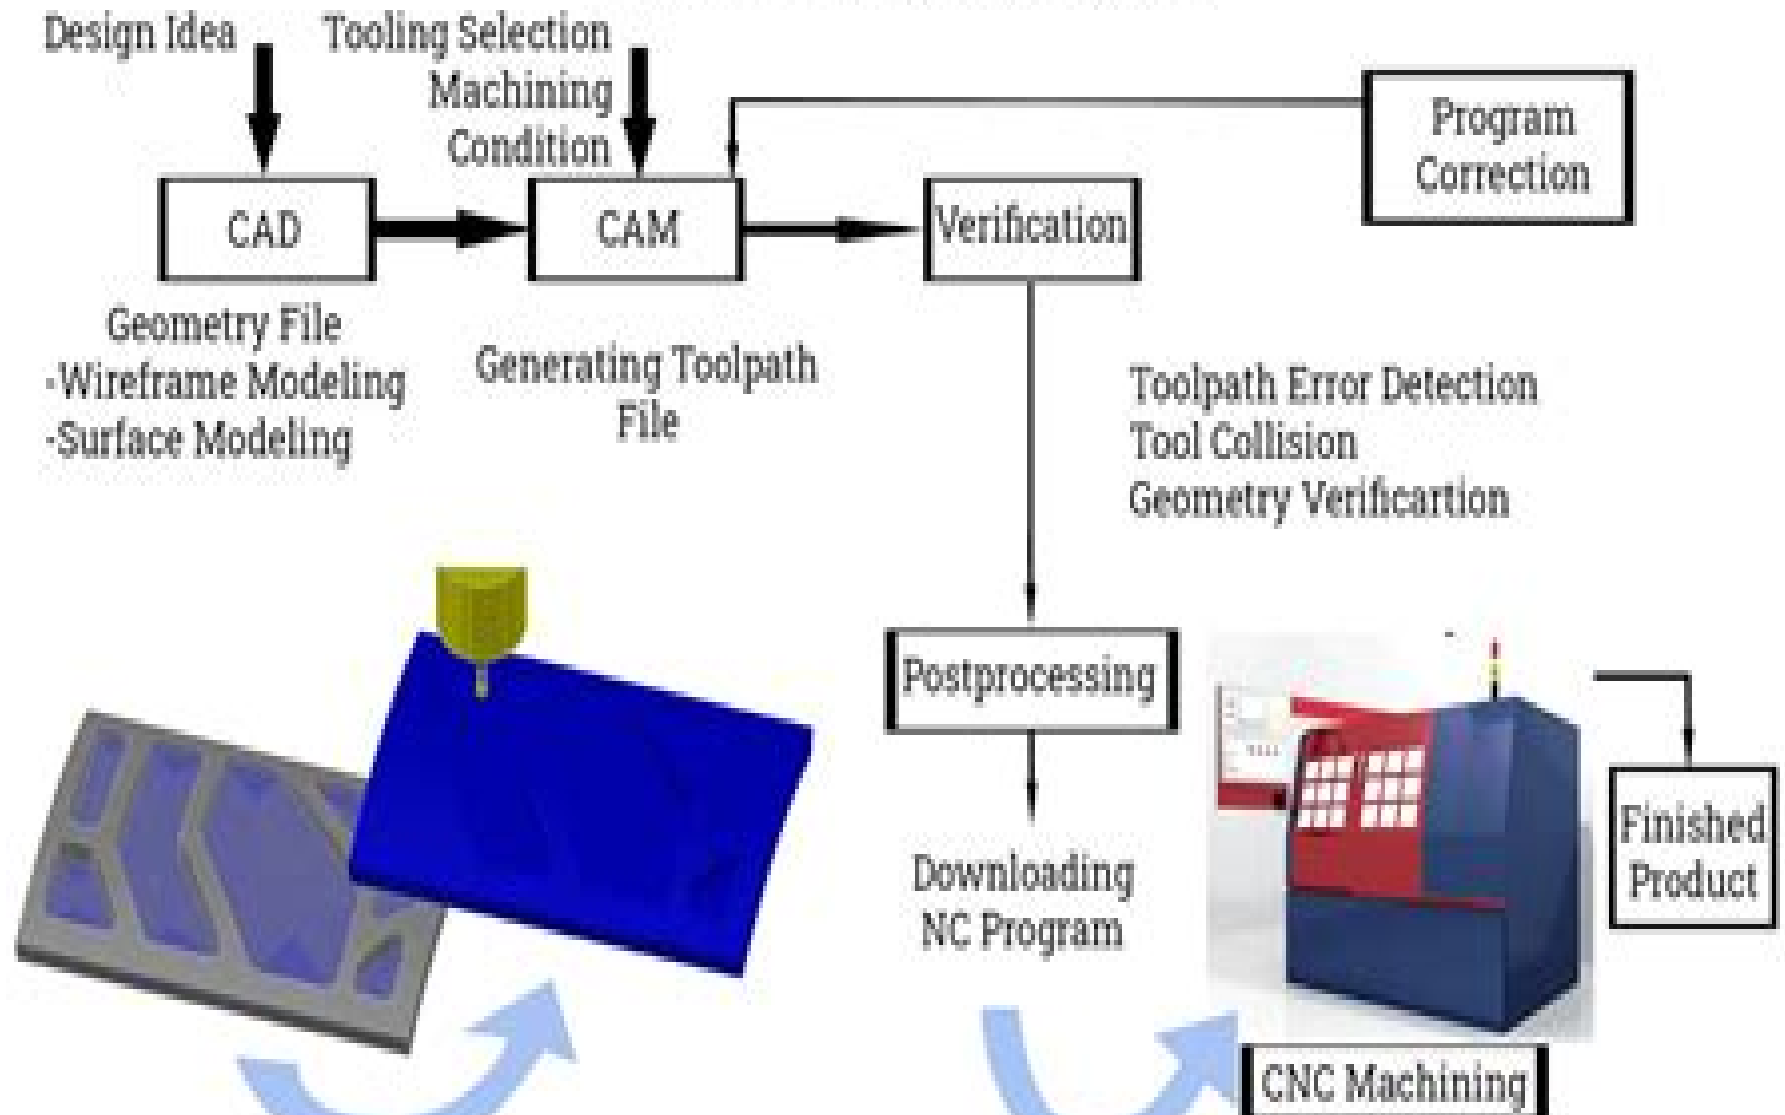 Design Idea
Tooling Selection
Machining
Condition
Program
Correction
CAD
CAM
Verification
Geometry File
-Wireframe Modeling
-Surface Modeling
Generating Toolpath
File
Toolpath Error Detection
Tool Collision
Geometry Verificartion
Postprocessing
Downloading
NC Program
Finished
Product
CNC Machining